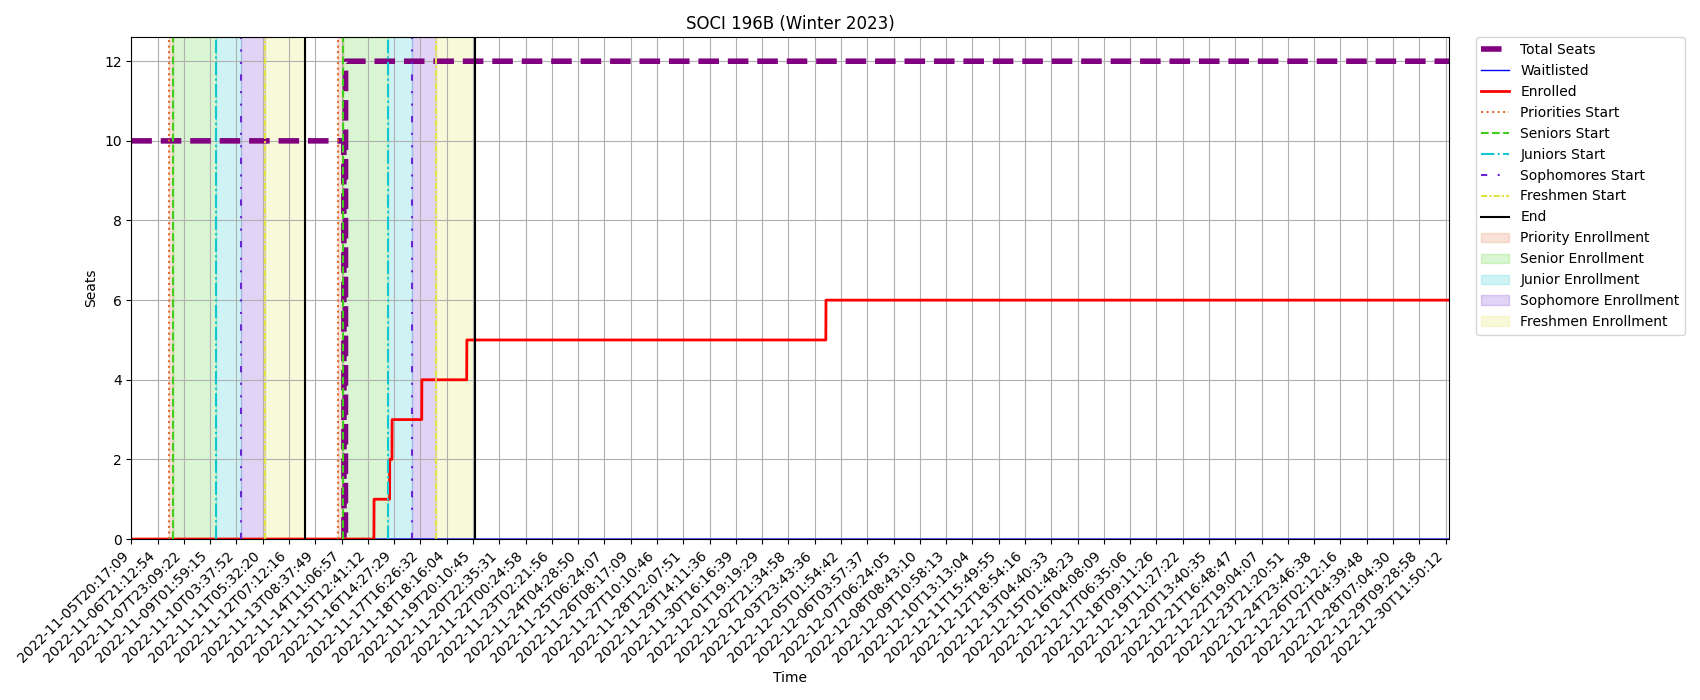 SOCI 196B (Winter 2023)
Seats
12
10
8
6
4
2
0
2022-11-05T20:17:09
2022-11-06T21:12:54
2022-11-07T23:09:22
2022-11-09T01:59:15
2022-11-10T03:37:52
2022-11-11T05:32:20
2022-11-12T07:12:16
2022-11-13T08:37:49
2022-11-14T11:06:57
2022-11-15T12:41:12
2022-11-16T14:27:29
2022-11-17T16:26:32
2022-11-18T18:16:04
2022-11-19T20:10:45
2022-11-20T22:35:31
2022-11-22T00:24:58
2022-11-23T02:21:56
2022-11-24T04:28:50
2022-11-25T06:24:07
2022-11-26T08:17:09
2022-11-27T10:10:46
2022-11-28T12:07:51
2022-11-29T14:11:36
2022-11-30T16:16:39
2022-12-01T19:19:29
2022-12-02T21:34:58
2022-12-03T23:43:36
2022-12-05T01:54:42
2022-12-06T03:57:37
2022-12-07T06:24:05
2022-12-08T08:43:10
2022-12-09T10:58:13
2022-12-10T13:13:04
2022-12-11T15:49:55
2022-12-12T18:54:16
2022-12-13T04:40:33
2022-12-15T01:48:23
2022-12-16T04:08:09
2022-12-17T06:35:06
2022-12-18T09:11:26
2022-12-19T11:27:22
2022-12-20T13:40:35
2022-12-21T16:48:47
2022-12-22T19:04:07
2022-12-23T21:20:51
2022-12-24T23:46:38
2022-12-26T02:12:16
2022-12-27T04:39:48
2022-12-28T07:04:30
2022-12-29T09:28:58
2022-12-30T11:50:12
Time
Total Seats
Waitlisted
Enrolled
Priorities Start
Seniors Start
Juniors Start
Sophomores Start
Freshmen Start
End
Priority Enrollment
Senior Enrollment
Junior Enrollment
Sophomore Enrollment
Freshmen Enrollment